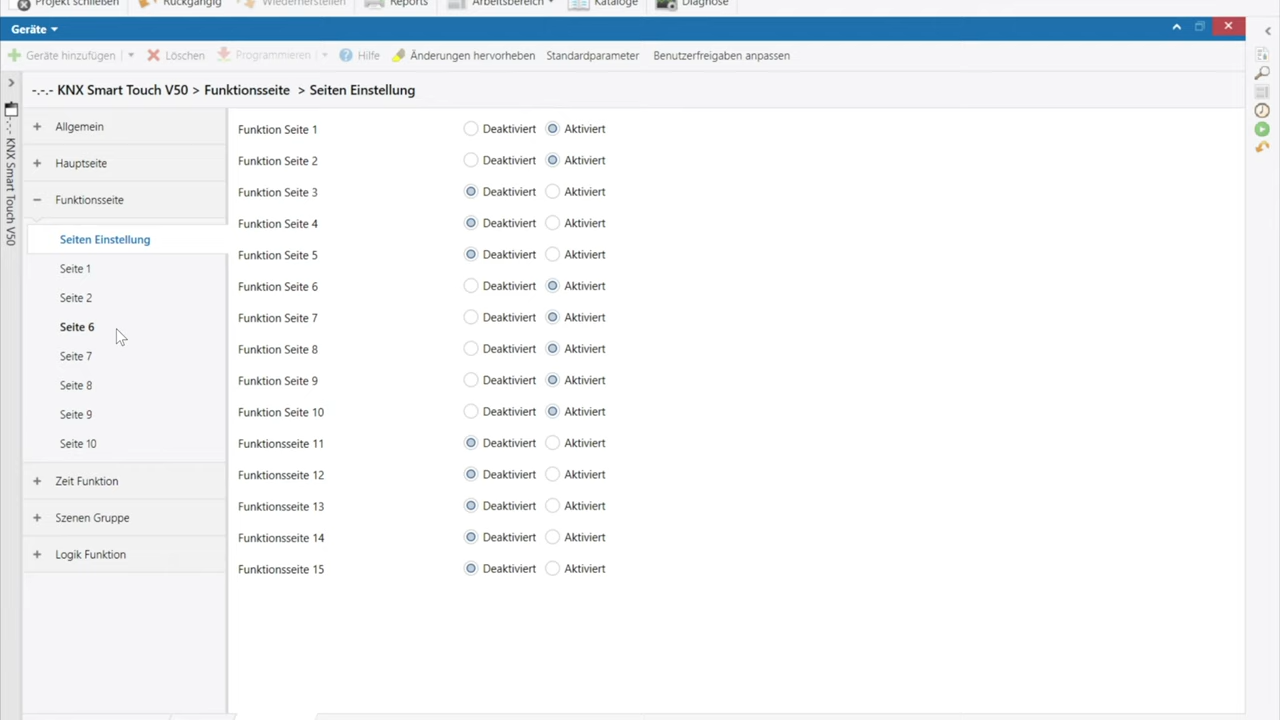 Projekt schließen Rückgängig Wiederherstellen Reports Arbeitsbereich Kataloge Diagnose
Geräte
Geräte hinzufügen Löschen Programmieren Hilfe Änderungen hervorheben Standardparameter Benutzerfreigaben anpassen
-.-.- KNX Smart Touch V50 > Funktionsseite > Seiten Einstellung
-.-.- KNX Smart Touch V50
Allgemein
Hauptseite
Funktionsseite
Seiten Einstellung
Seite 1
Seite 2
Seite 6
Seite 7
Seite 8
Seite 9
Seite 10
Zeit Funktion
Szenen Gruppe
Logik Funktion
Funktion Seite 1 Deaktiviert Aktiviert
Funktion Seite 2 Deaktiviert Aktiviert
Funktion Seite 3 Deaktiviert Aktiviert
Funktion Seite 4 Deaktiviert Aktiviert
Funktion Seite 5 Deaktiviert Aktiviert
Funktion Seite 6 Deaktiviert Aktiviert
Funktion Seite 7 Deaktiviert Aktiviert
Funktion Seite 8 Deaktiviert Aktiviert
Funktion Seite 9 Deaktiviert Aktiviert
Funktion Seite 10 Deaktiviert Aktiviert
Funktionsseite 11 Deaktiviert Aktiviert
Funktionsseite 12 Deaktiviert Aktiviert
Funktionsseite 13 Deaktiviert Aktiviert
Funktionsseite 14 Deaktiviert Aktiviert
Funktionsseite 15 Deaktiviert Aktiviert